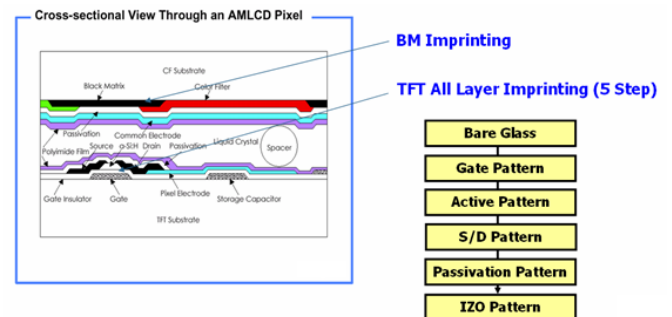 Cross-sectional View Through an AMLCD Pixel
CF Substrate
Black Matrix
Color Filter
Passivation
Common Electrode
Polyimide Film
Source
α-Si:H
Drain
Passivation
Liquid Crystal
Spacer
Gate Insulator
Gate
Pixel Electrode
Storage Capacitor
TFT Substrate
BM Imprinting
TFT All Layer Imprinting (5 Step)
Bare Glass
Gate Pattern
Active Pattern
S/D Pattern
Passivation Pattern
IZO Pattern